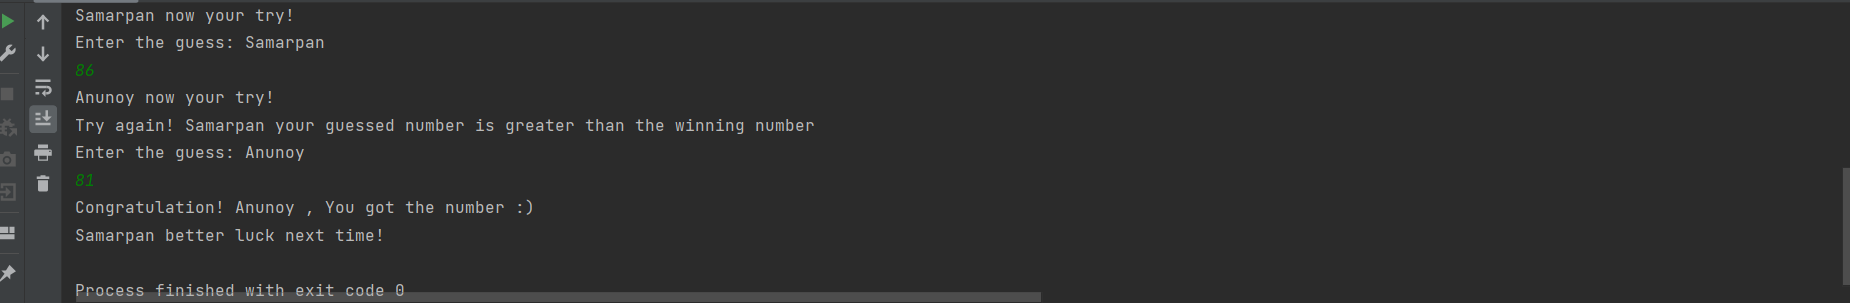 Samarpan now your try!
Enter the guess: Samarpan
86
Anunoy now your try!
Try again! Samarpan your guessed number is greater than the winning number
Enter the guess: Anunoy
81
Congratulation! Anunoy , You got the number :)
Samarpan better luck next time!
Process finished with exit code 0